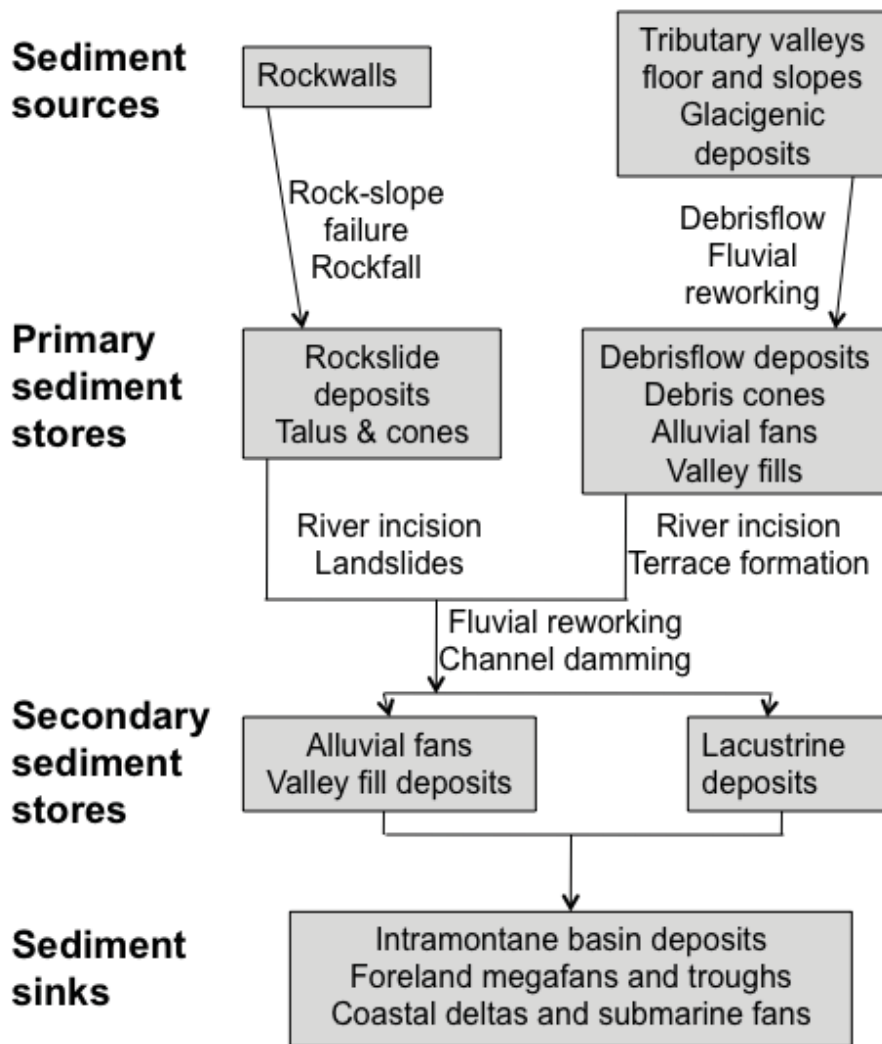 Sediment
sources
Rockwalls
Tributary valleys
floor and slopes
Glacigenic
deposits
Rock-slope
failure
Rockfall
Debrisflow
Fluvial
reworking
Primary
sediment
stores
Rockslide
deposits
Talus & cones
Debrisflow deposits
Debris cones
Alluvial fans
Valley fills
River incision
Landslides
River incision
Terrace formation
Fluvial reworking
Channel damming
Secondary
sediment
stores
Alluvial fans
Valley fill deposits
Lacustrine
deposits
Sediment
sinks
Intramontane basin deposits
Foreland megafans and troughs
Coastal deltas and submarine fans